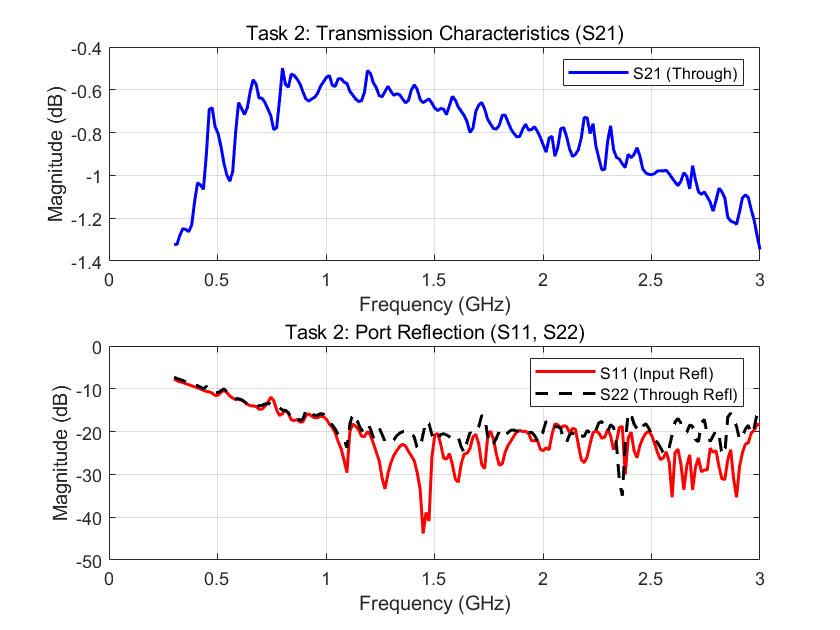 Task 2: Transmission Characteristics (S21)
-0.4
-0.6
-0.8
-1
-1.2
-1.4
Magnitude (dB)
S21 (Through)
0 0.5 1 1.5 2 2.5 3
Frequency (GHz)
Task 2: Port Reflection (S11, S22)
0
-10
-20
-30
-40
-50
Magnitude (dB)
S11 (Input Refl)
S22 (Through Refl)
0 0.5 1 1.5 2 2.5 3
Frequency (GHz)